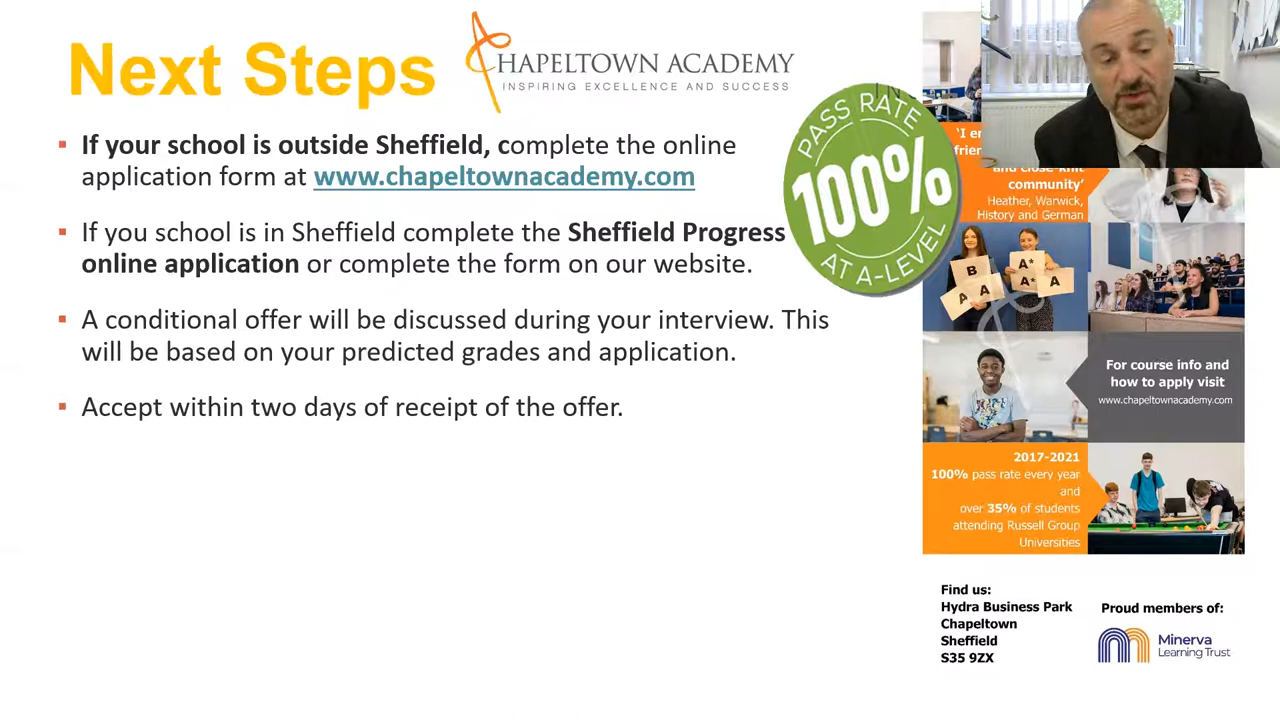 Next Steps
CHAPELTOWN ACADEMY
INSPIRING EXCELLENCE AND SUCCESS
▪ If your school is outside Sheffield, complete the online
application form at www.chapeltownacademy.com
▪ If you school is in Sheffield complete the Sheffield Progress
online application or complete the form on our website.
▪ A conditional offer will be discussed during your interview. This
will be based on your predicted grades and application.
▪ Accept within two days of receipt of the offer.
PASS RATE
100%
AT A-LEVEL
and close-knit
community’
Heather, Warwick,
History and German
B
A A
A*
A* A
For course info and
how to apply visit
www.chapeltownacademy.com
2017-2021
100% pass rate every year
and
over 35% of students
attending Russell Group
Universities
Find us:
Hydra Business Park
Chapeltown
Sheffield
S35 9ZX
Proud members of:
Minerva
Learning Trust